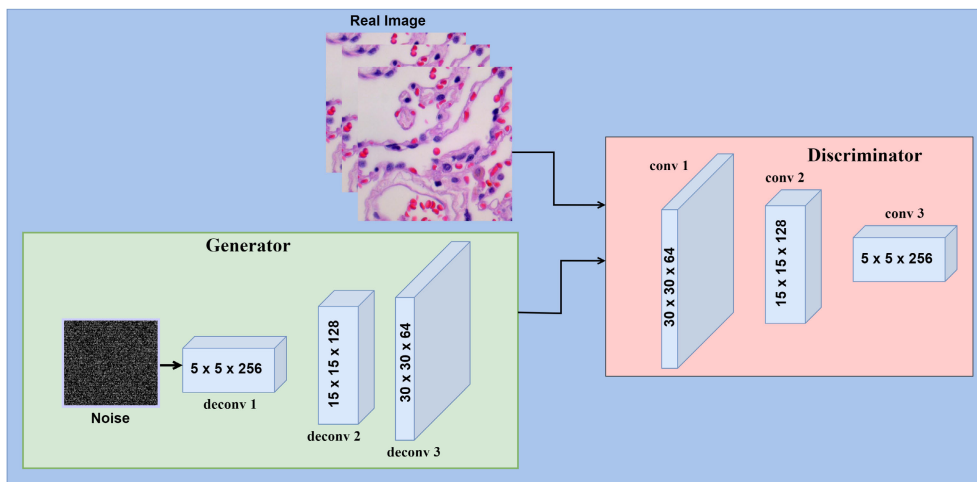 Real Image
Discriminator
conv 1
conv 2
conv 3
30 x 30 x 64
15 x 15 x 128
5 x 5 x 256
Generator
5 x 5 x 256
15 x 15 x 128
30 x 30 x 64
Noise
deconv 1
deconv 2
deconv 3